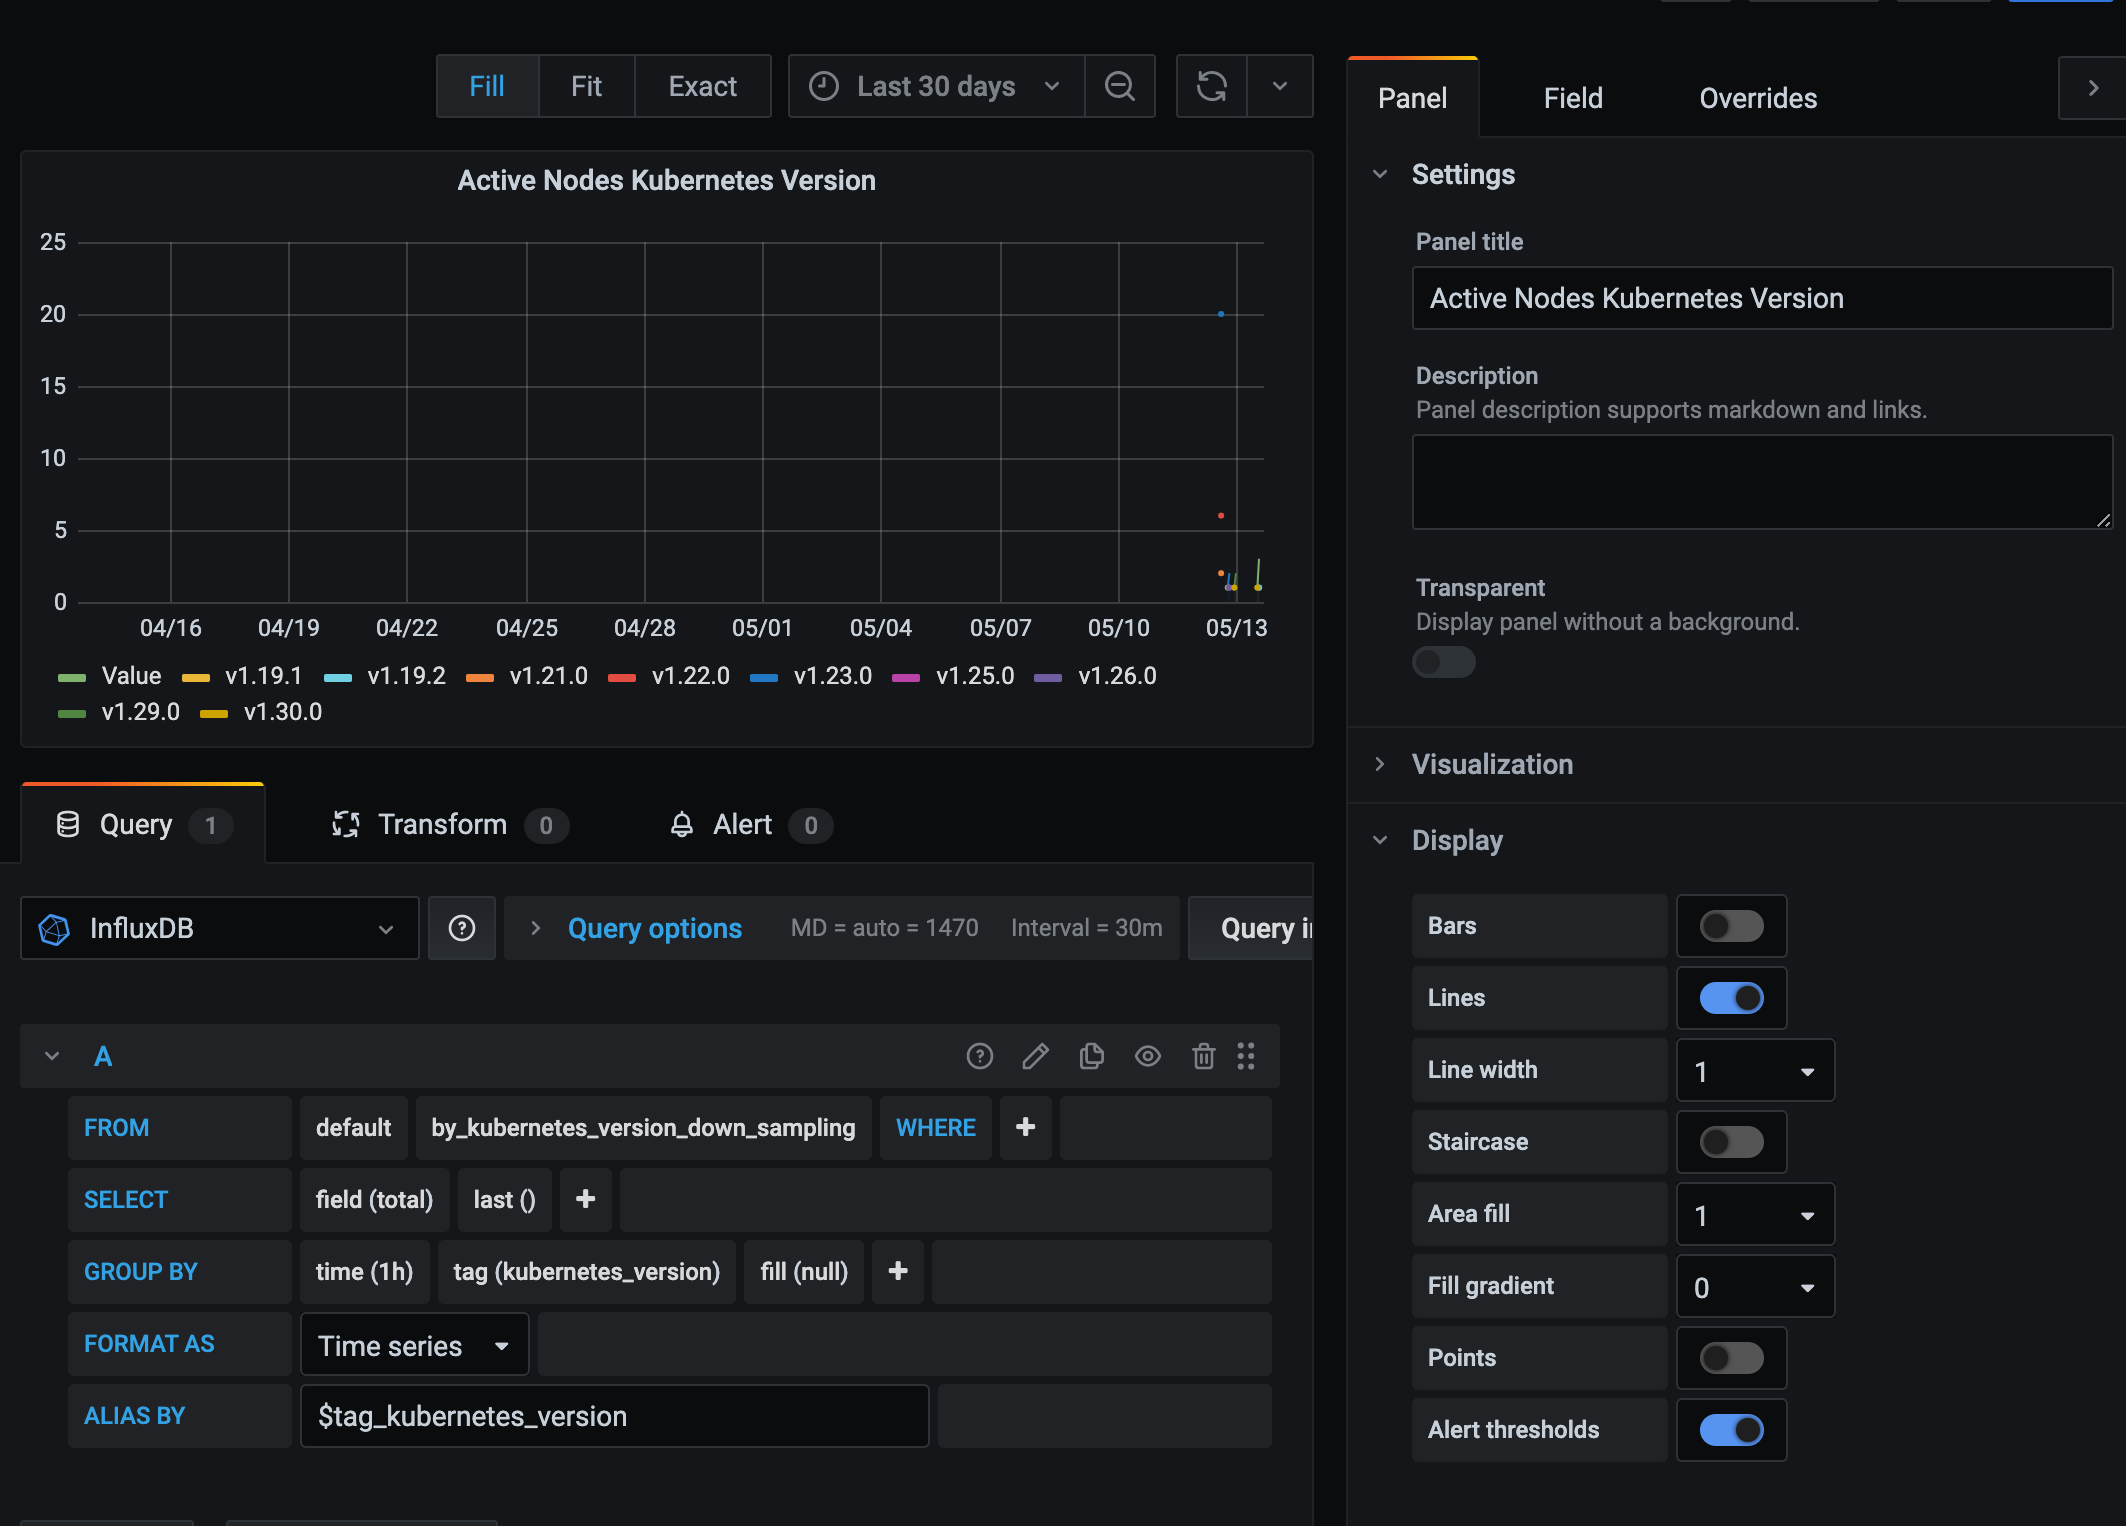 Fill Fit Exact Last 30 days
Panel Field Overrides
Active Nodes Kubernetes Version
25
20
15
10
5
0
04/16 04/19 04/22 04/25 04/28 05/01 05/04 05/07 05/10 05/13
Value v1.19.1 v1.19.2 v1.21.0 v1.22.0 v1.23.0 v1.25.0 v1.26.0
v1.29.0 v1.30.0
Query 1 Transform 0 Alert 0
InfluxDB Query options MD = auto = 1470 Interval = 30m Query i
A
FROM default by_kubernetes_version_down_sampling WHERE +
SELECT field (total) last () +
GROUP BY time (1h) tag (kubernetes_version) fill (null) +
FORMAT AS Time series
ALIAS BY $tag_kubernetes_version
Settings
Panel title
Active Nodes Kubernetes Version
Description
Panel description supports markdown and links.
Transparent
Display panel without a background.
Visualization
Display
Bars
Lines
Line width 1
Staircase
Area fill 1
Fill gradient 0
Points
Alert thresholds